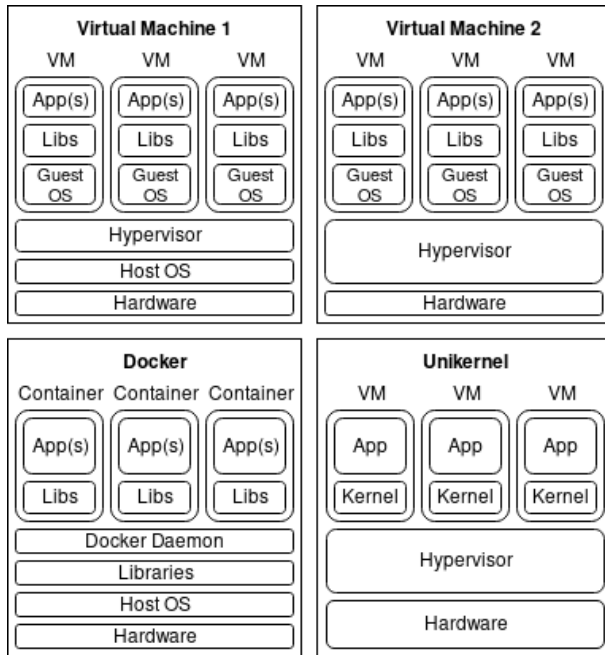 Virtual Machine 1
VM VM VM
App(s) App(s) App(s)
Libs Libs Libs
Guest Guest Guest
OS OS OS
Hypervisor
Host OS
Hardware
Virtual Machine 2
VM VM VM
App(s) App(s) App(s)
Libs Libs Libs
Guest Guest Guest
OS OS OS
Hypervisor
Hardware
Docker
Container Container Container
App(s) App(s) App(s)
Libs Libs Libs
Docker Daemon
Libraries
Host OS
Hardware
Unikernel
VM VM VM
App App App
Kernel Kernel Kernel
Hypervisor
Hardware